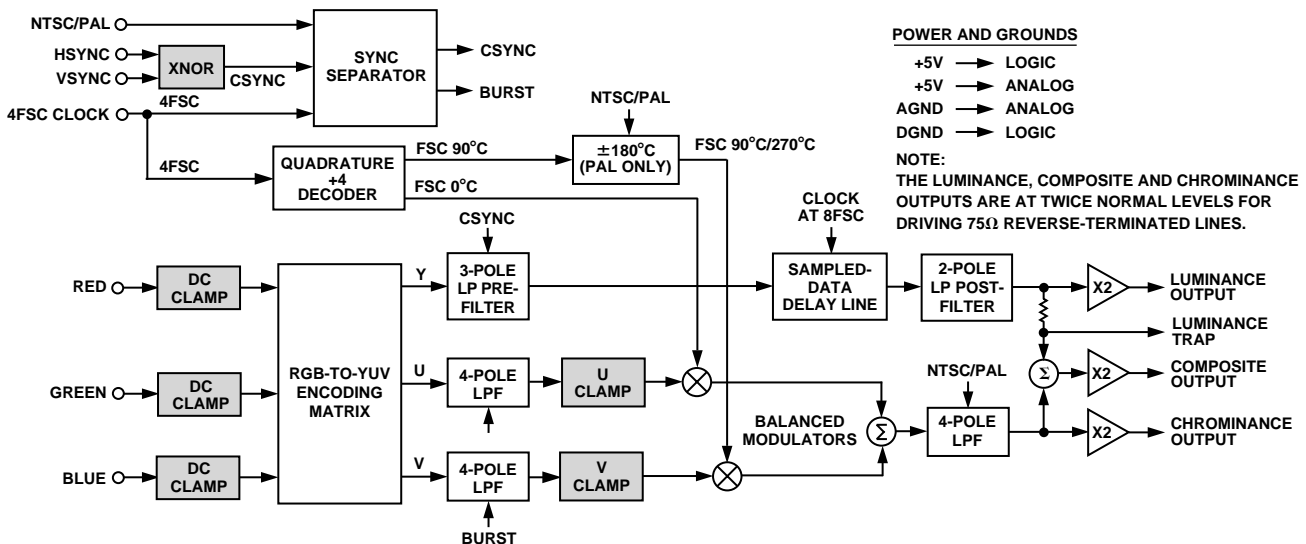 NTSC/PAL
HSYNC
VSYNC
XNOR
CSYNC
4FSC CLOCK
4FSC
SYNC
SEPARATOR
CSYNC
BURST
4FSC
QUADRATURE
+4
DECODER
FSC 90°C
FSC 0°C
NTSC/PAL
±180°C
(PAL ONLY)
FSC 90°C/270°C
POWER AND GROUNDS
+5V LOGIC
+5V ANALOG
AGND ANALOG
DGND LOGIC
NOTE:
THE LUMINANCE, COMPOSITE AND CHROMINANCE
OUTPUTS ARE AT TWICE NORMAL LEVELS FOR
DRIVING 75Ω REVERSE-TERMINATED LINES.
RED
DC
CLAMP
GREEN
DC
CLAMP
BLUE
DC
CLAMP
RGB-TO-YUV
ENCODING
MATRIX
Y
U
V
CSYNC
3-POLE
LP PRE-
FILTER
4-POLE
LPF
4-POLE
LPF
BURST
U
CLAMP
V
CLAMP
CLOCK
AT 8FSC
SAMPLED-
DATA
DELAY LINE
2-POLE
LP POST-
FILTER
BALANCED
MODULATORS
Σ
NTSC/PAL
4-POLE
LPF
Σ
X2
LUMINANCE
OUTPUT
LUMINANCE
TRAP
X2
COMPOSITE
OUTPUT
X2
CHROMINANCE
OUTPUT